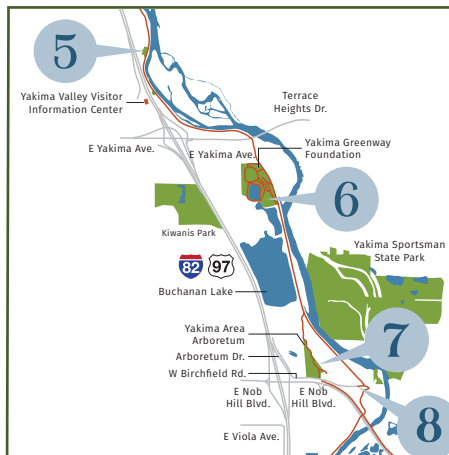 5
Yakima Valley Visitor
Information Center
Terrace
Heights Dr.
E Yakima Ave.
E Yakima Ave.
Yakima Greenway
Foundation
6
Kiwanis Park
82
97
Yakima Sportsman
State Park
Buchanan Lake
Yakima Area
Arboretum
7
Arboretum Dr.
W Birchfield Rd.
E Nob
Hill Blvd.
E Nob
Hill Blvd.
8
E Viola Ave.